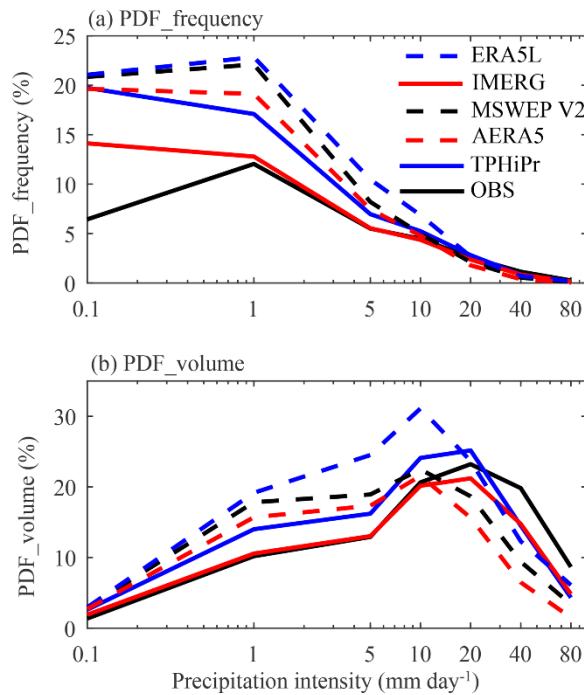 (a) PDF_frequency
25
20
15
10
5
0
PDF_frequency (%)
ERA5L
IMERG
MSWEP V2
AERA5
TPHiPr
OBS
0.1 1 5 10 20 40 80
(b) PDF_volume
30
20
10
0
PDF_volume (%)
0.1 1 5 10 20 40 80
Precipitation intensity (mm day⁻¹)